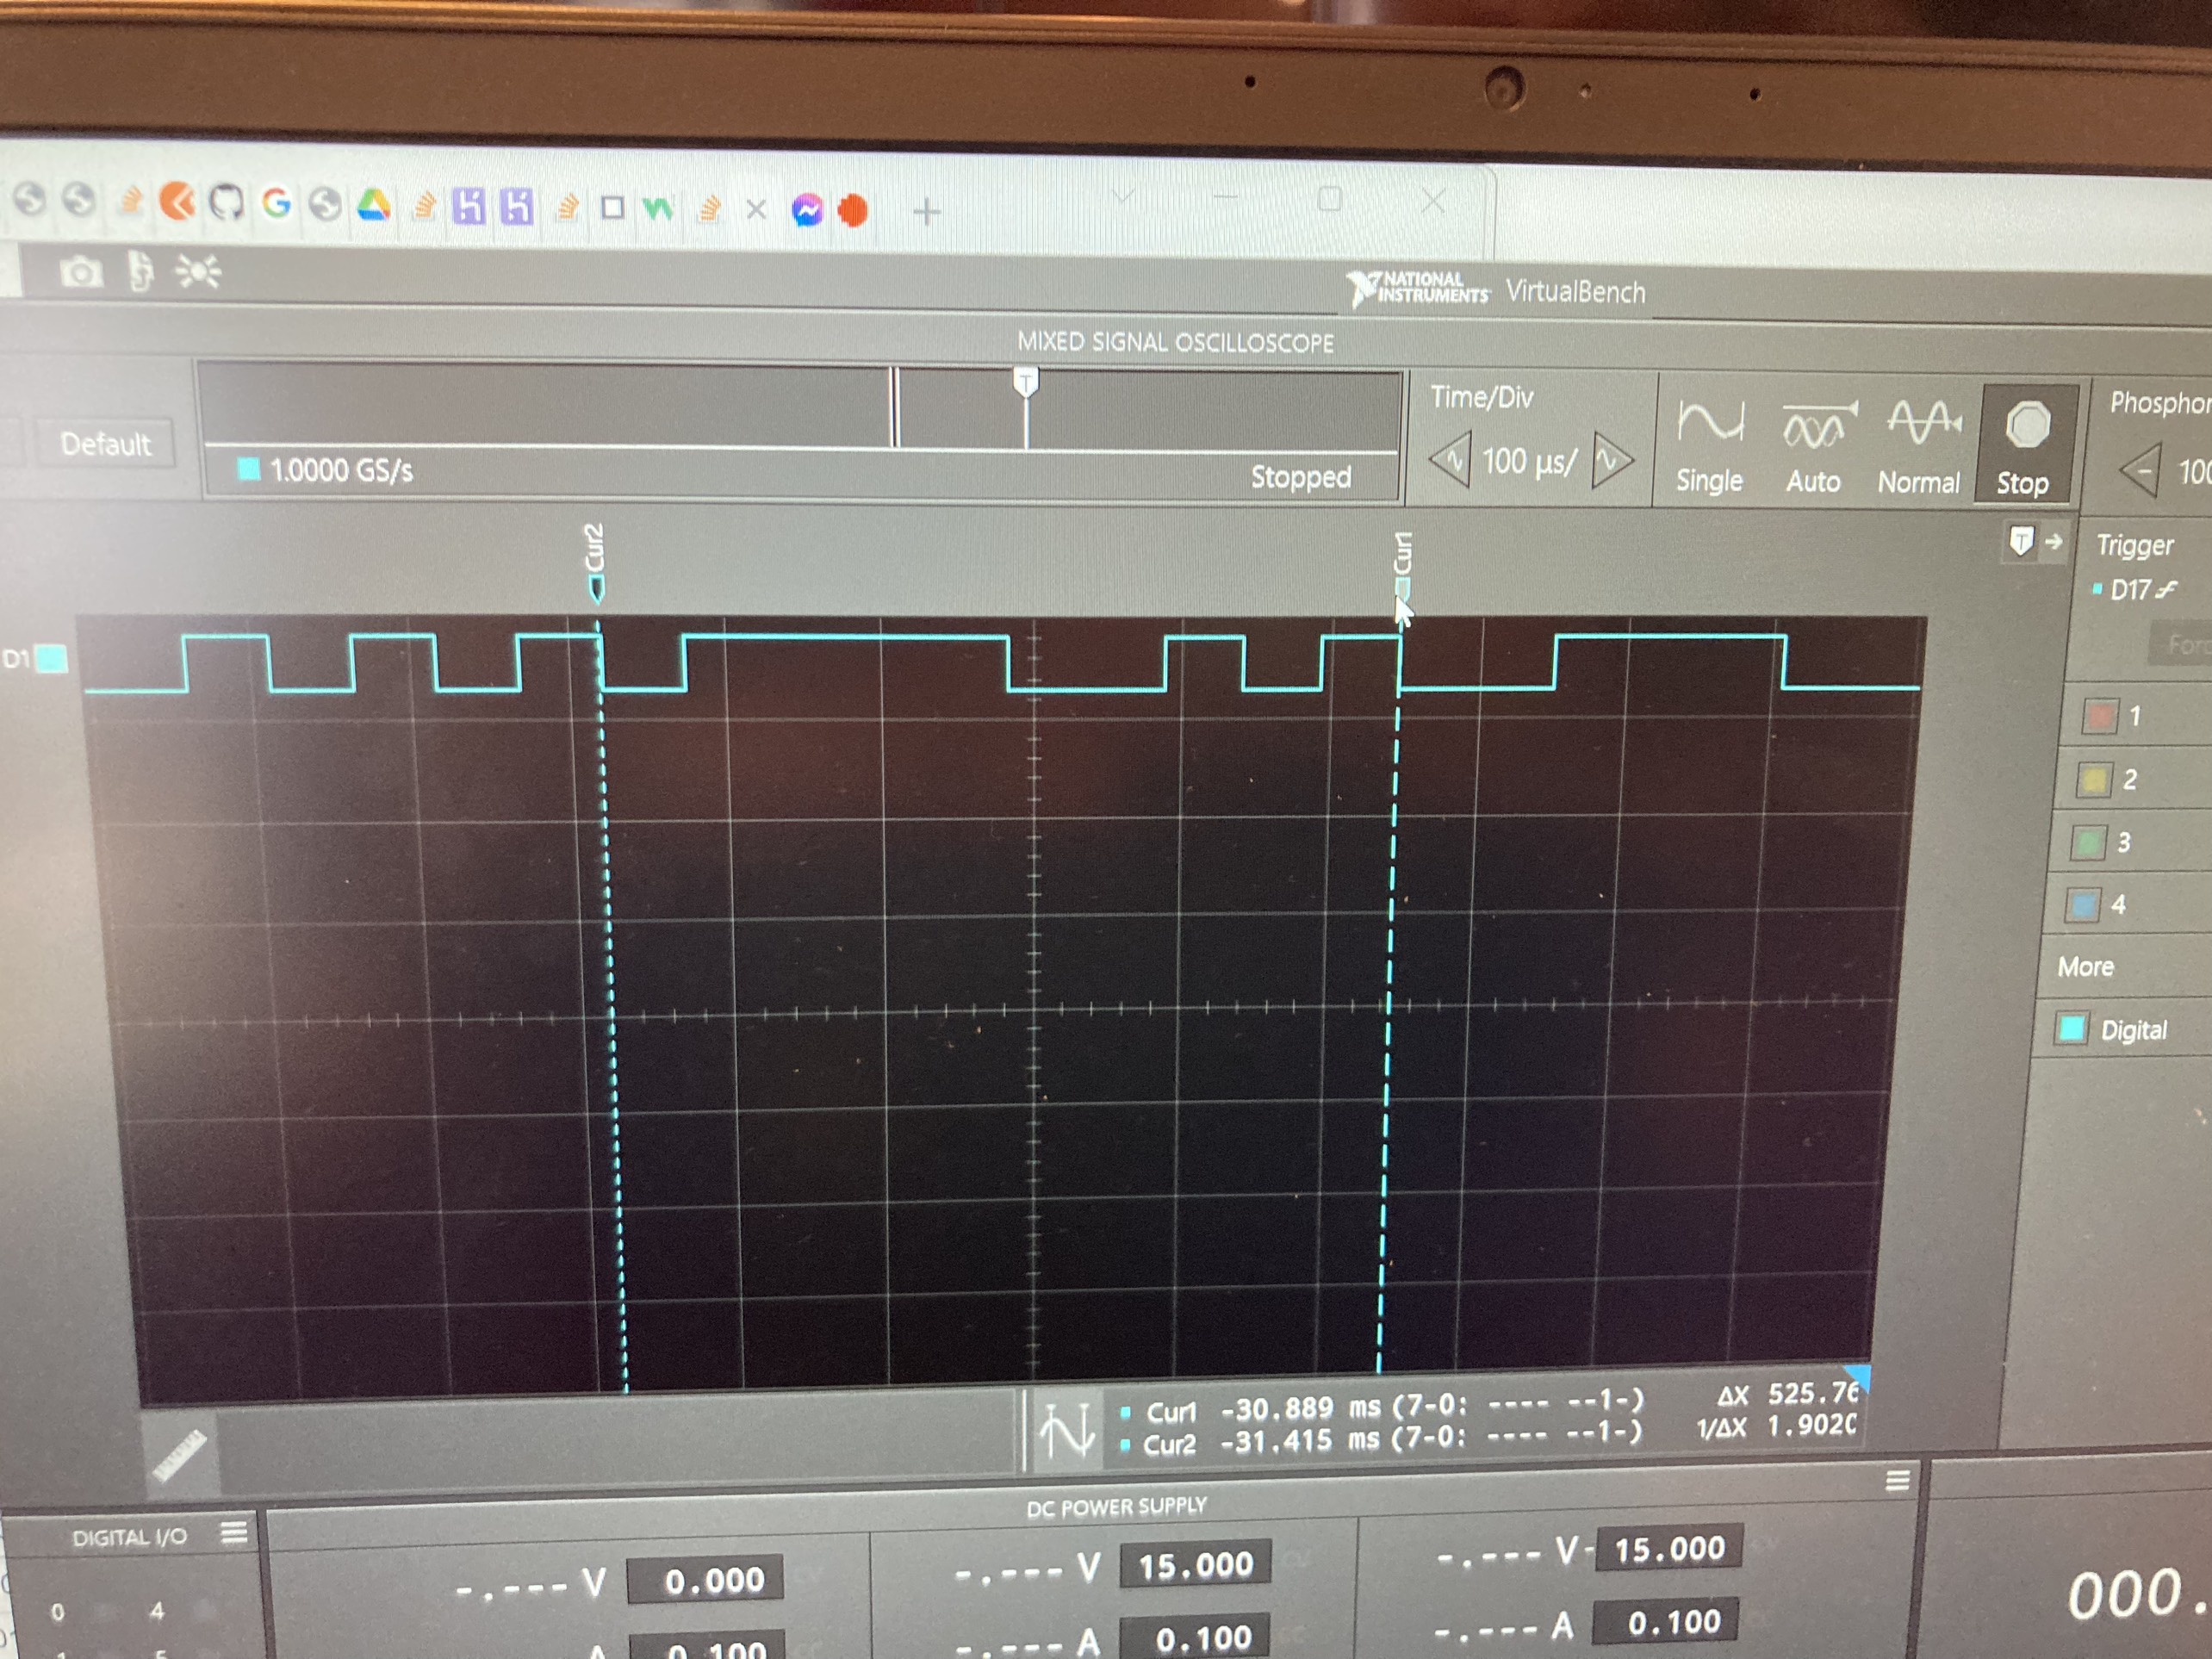 NATIONAL
INSTRUMENTS
VirtualBench
MIXED SIGNAL OSCILLOSCOPE
Default
1.0000 GS/s
Stopped
T
Time/Div
100 µs/
Single
Auto
Normal
Stop
Phosphor
100
Cur2
Cur1
T
Trigger
D17
D1
1
2
3
4
More
Digital
Cur1 -30.889 ms (7-0: ---- --1-)
Cur2 -31.415 ms (7-0: ---- --1-)
ΔX 525.76
1/ΔX 1.902
DC POWER SUPPLY
DIGITAL I/O
0 4
-.--- V 0.000
-.--- V 15.000
-.--- V -15.000
0.100
-.--- A 0.100
-.--- A 0.100
000.